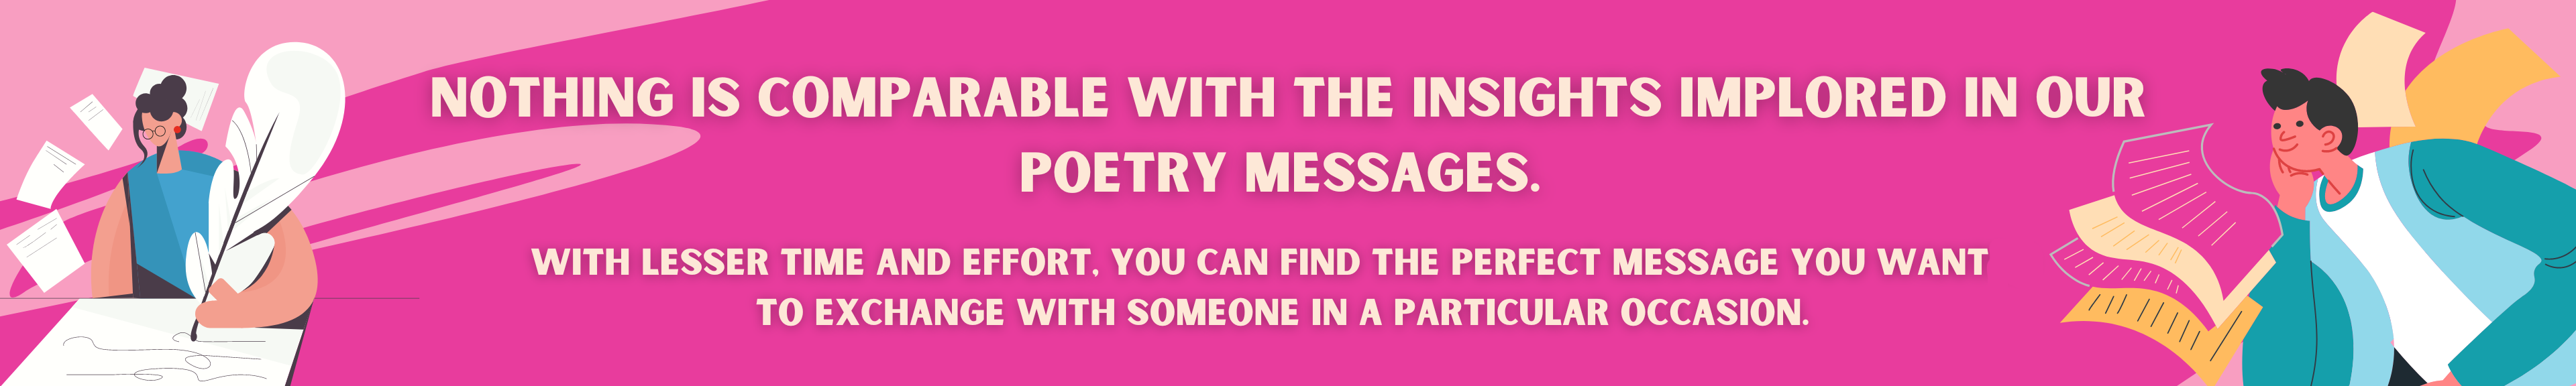 NOTHING IS COMPARABLE WITH THE INSIGHTS IMPLORED IN OUR
POETRY MESSAGES.
WITH LESSER TIME AND EFFORT, YOU CAN FIND THE PERFECT MESSAGE YOU WANT
TO EXCHANGE WITH SOMEONE IN A PARTICULAR OCCASION.